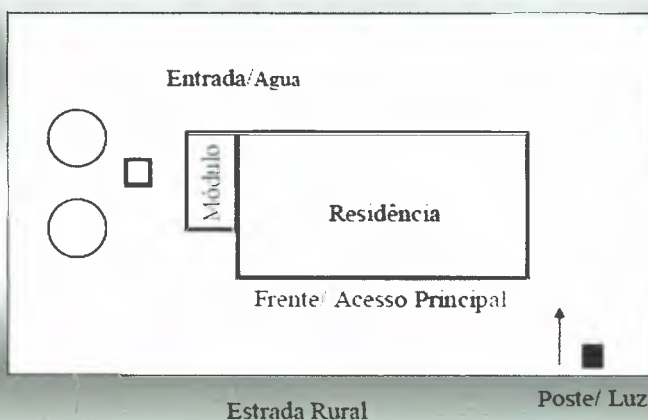 Entrada/Agua
Módulo
Residência
Frente/ Acesso Principal
Poste/ Luz
Estrada Rural